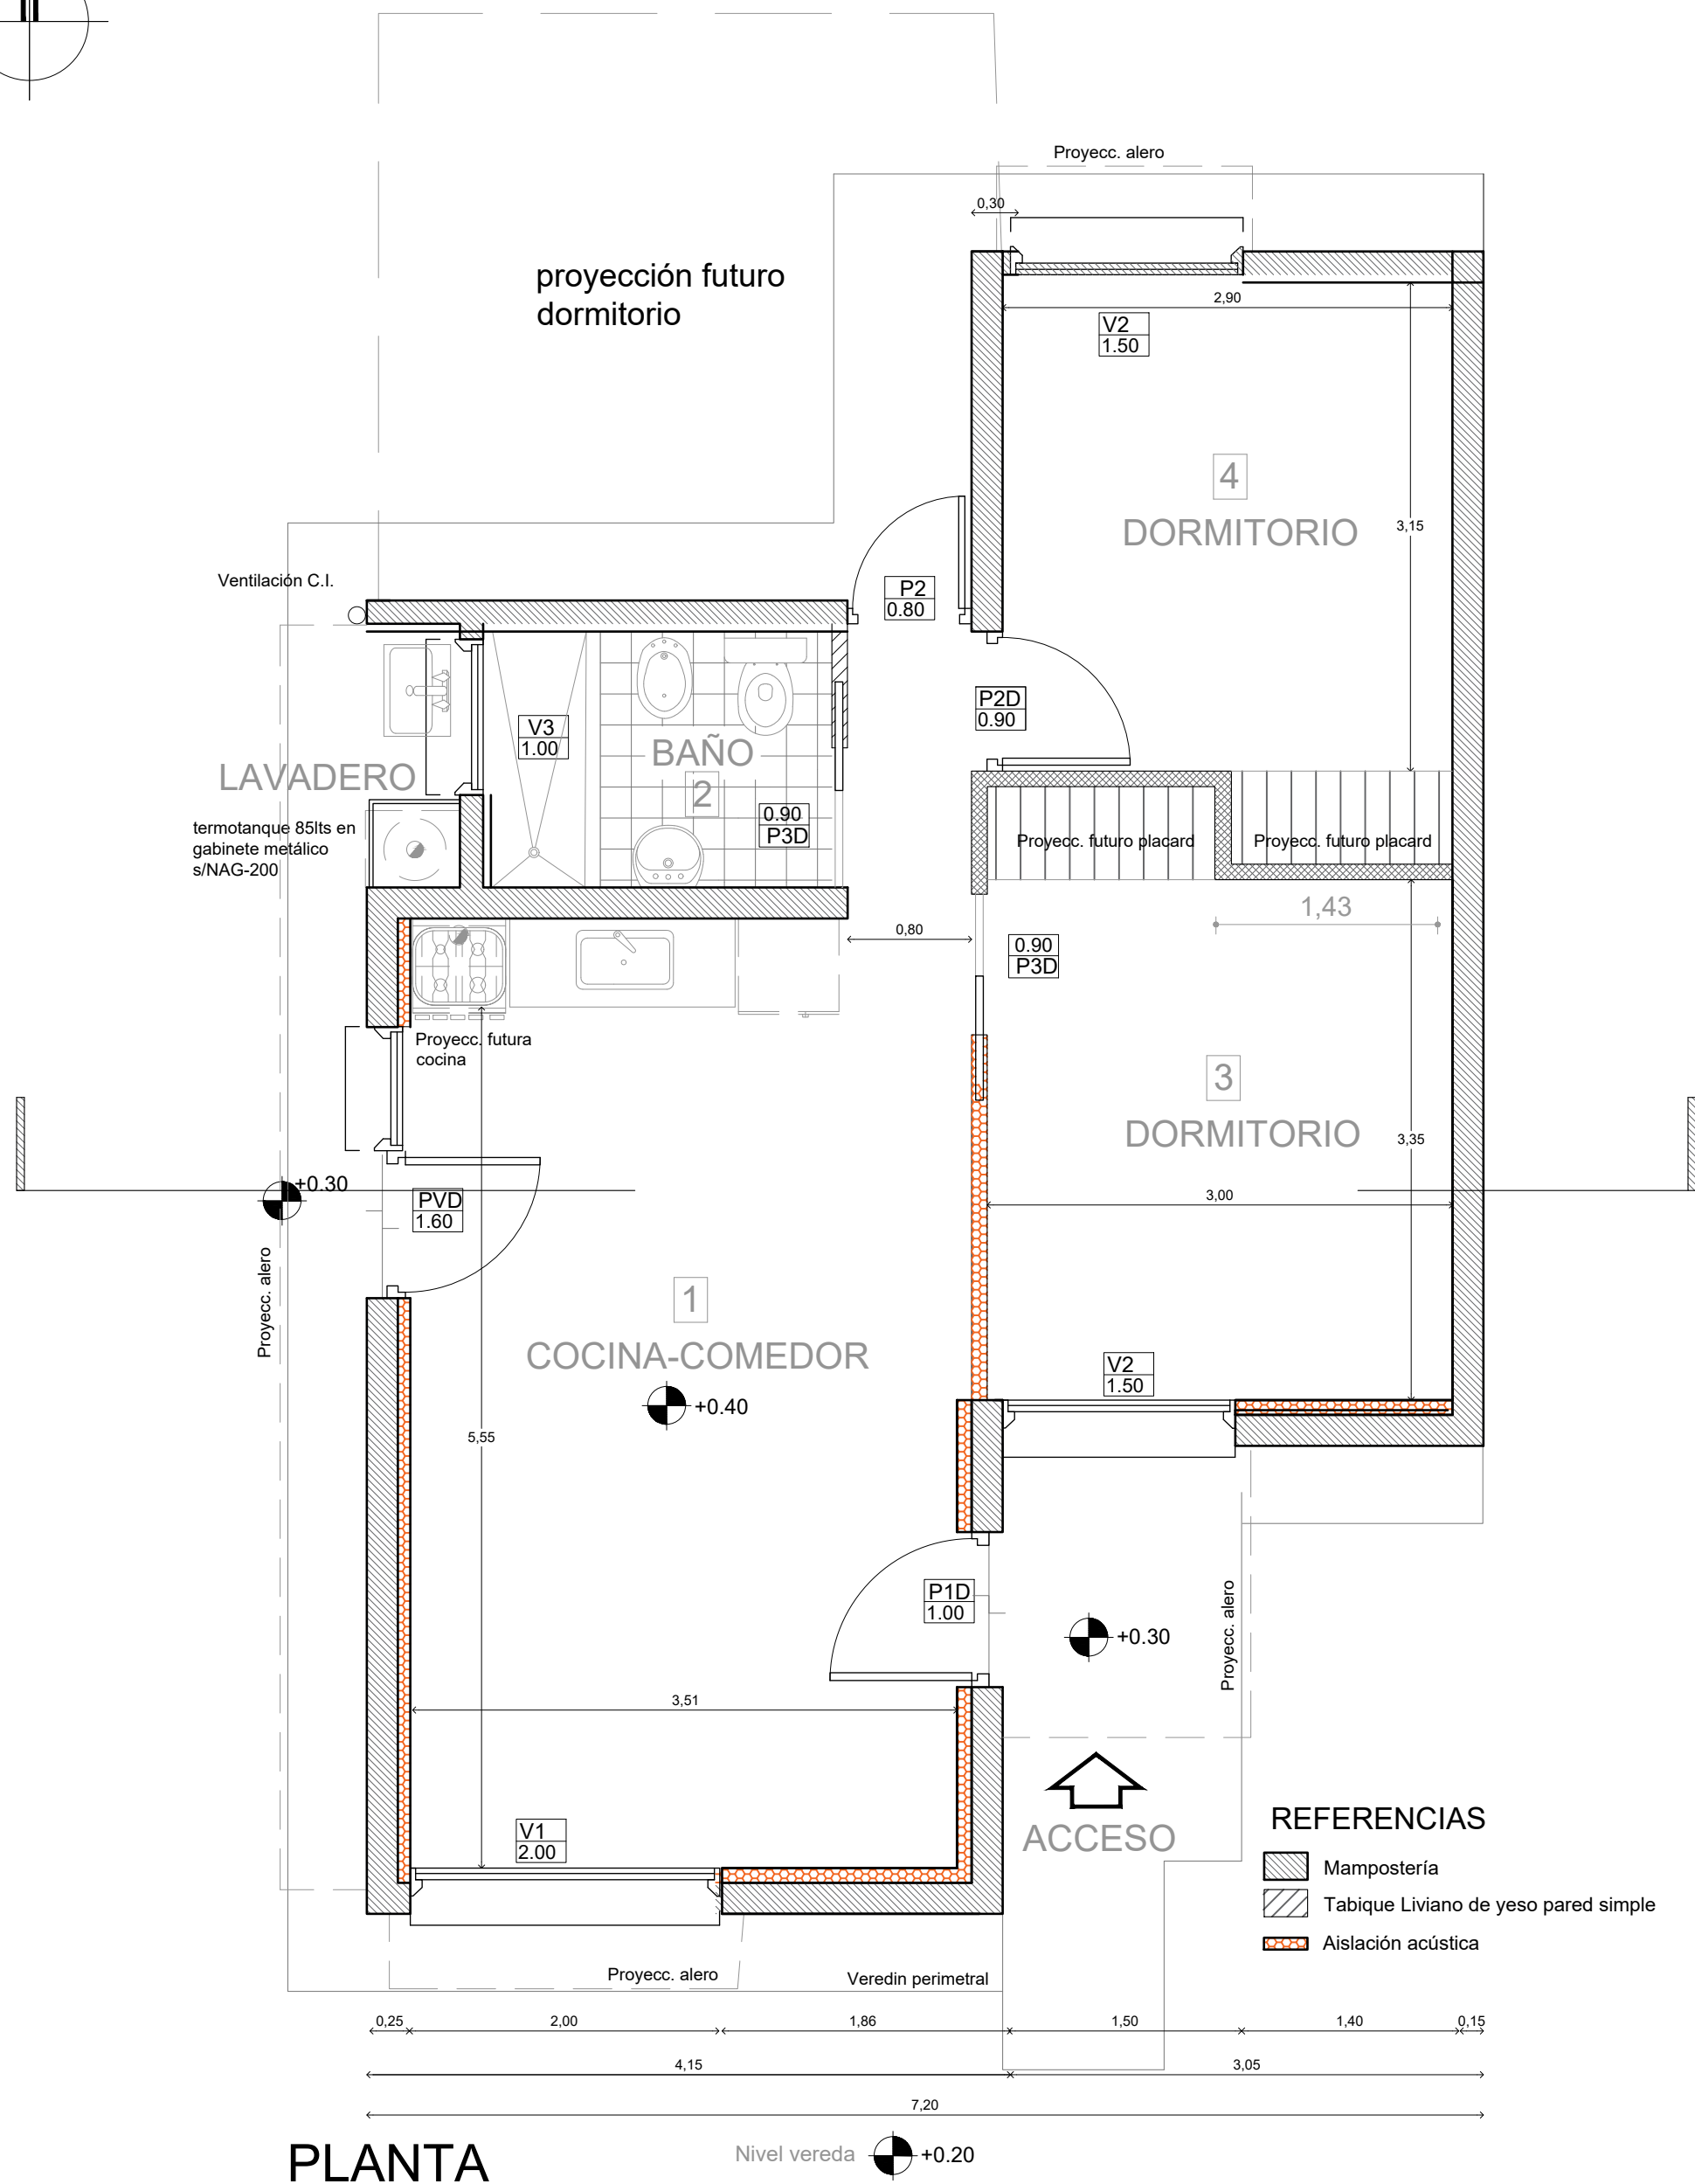 Proyecc. alero
0,30
proyección futuro
dormitorio
2,90
V2
1.50
4
DORMITORIO
3,15
Ventilación C.I.
P2
0.80
P2D
0.90
V3
1.00
BAÑO
2
LAVADERO
0.90
P3D
termotanque 85lts en
gabinete metálico
s/NAG-200
Proyecc. futuro placard
Proyecc. futuro placard
1,43
0,80
0.90
P3D
Proyecc. futura
cocina
3
DORMITORIO
3,35
+0.30
PVD
1.60
3,00
Proyecc. alero
1
COCINA-COMEDOR
V2
1.50
+0.40
5,55
P1D
1.00
+0.30
Proyecc. alero
3,51
ACCESO
V1
2.00
REFERENCIAS
Mampostería
Tabique Liviano de yeso pared simple
Aislación acústica
Proyecc. alero
Veredin perimetral
0,25
2,00
1,86
1,50
1,40
0,15
4,15
3,05
7,20
PLANTA
Nivel vereda
+0.20